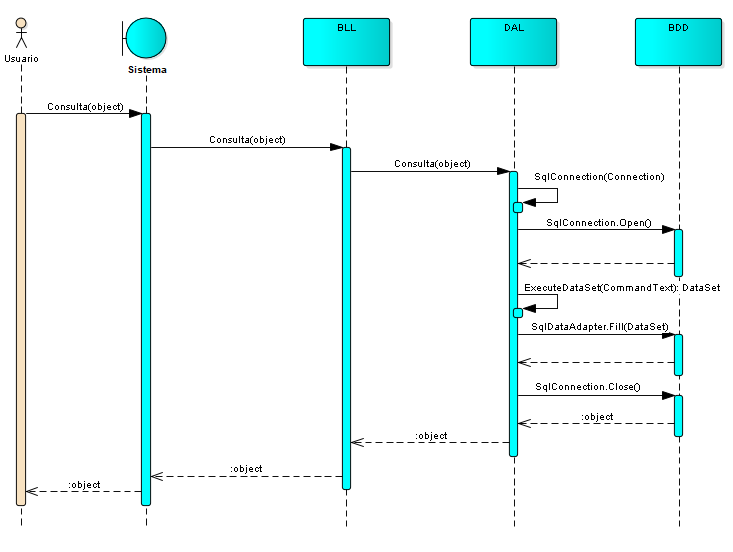 BLL
DAL
BDD
Usuario
Sistema
Consulta(object)
Consulta(object)
Consulta(object)
SqlConnection(Connection)
SqlConnection.Open()
ExecuteDataSet(CommandText): DataSet
SqlDataAdapter.Fill(DataSet)
SqlConnection.Close()
:object
:object
:object
:object